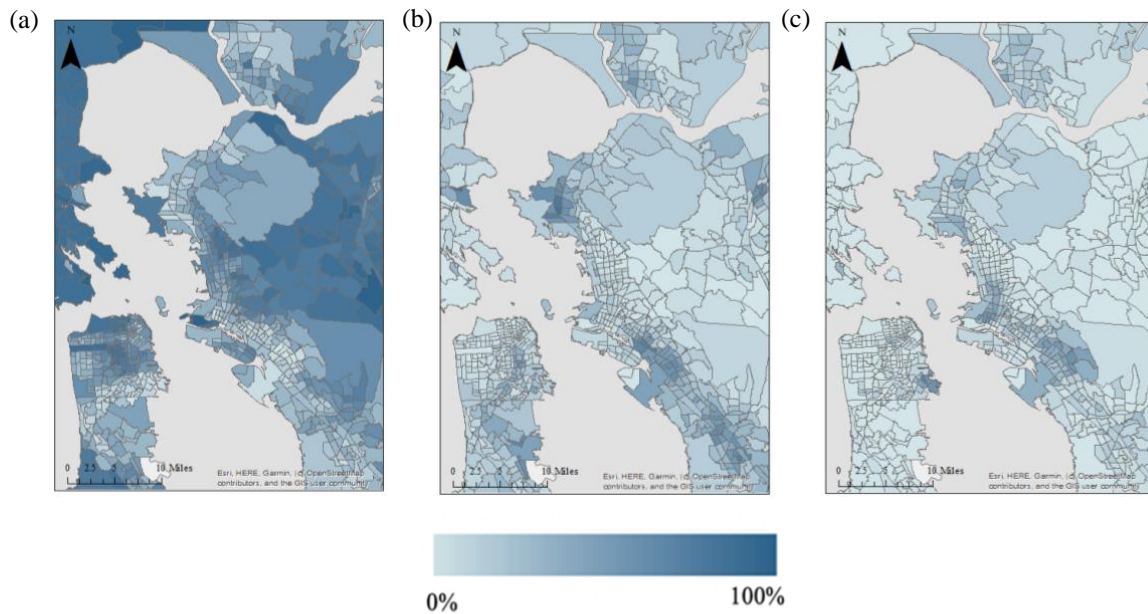 (a)
N
0 2.5 5 10 Miles
Esri, HERE, Garmin, (c) OpenStreetMap
contributors, and the GIS user community
(b)
N
0 2.5 5 10 Miles
Esri, HERE, Garmin, (c) OpenStreetMap
contributors, and the GIS user community
(c)
N
0 2.5 5 10 Miles
Esri, HERE, Garmin, (c) OpenStreetMap
contributors, and the GIS user community
0% 100%